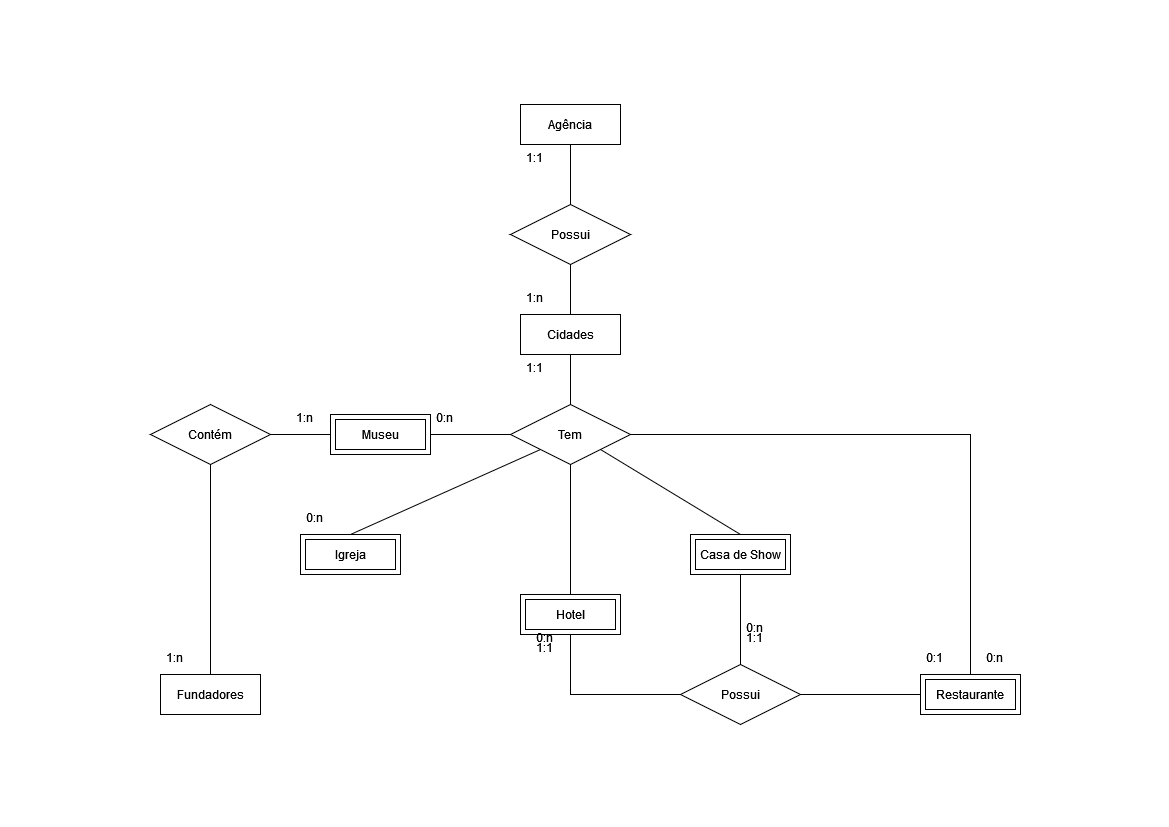 Agência
1:1
Possui
1:n
Cidades
1:1
Contém
1:n
Museu
0:n
Tem
0:n
Igreja
Casa de Show
Hotel
0:n
1:1
0:n
1:1
1:n
0:1
0:n
Fundadores
Possui
Restaurante